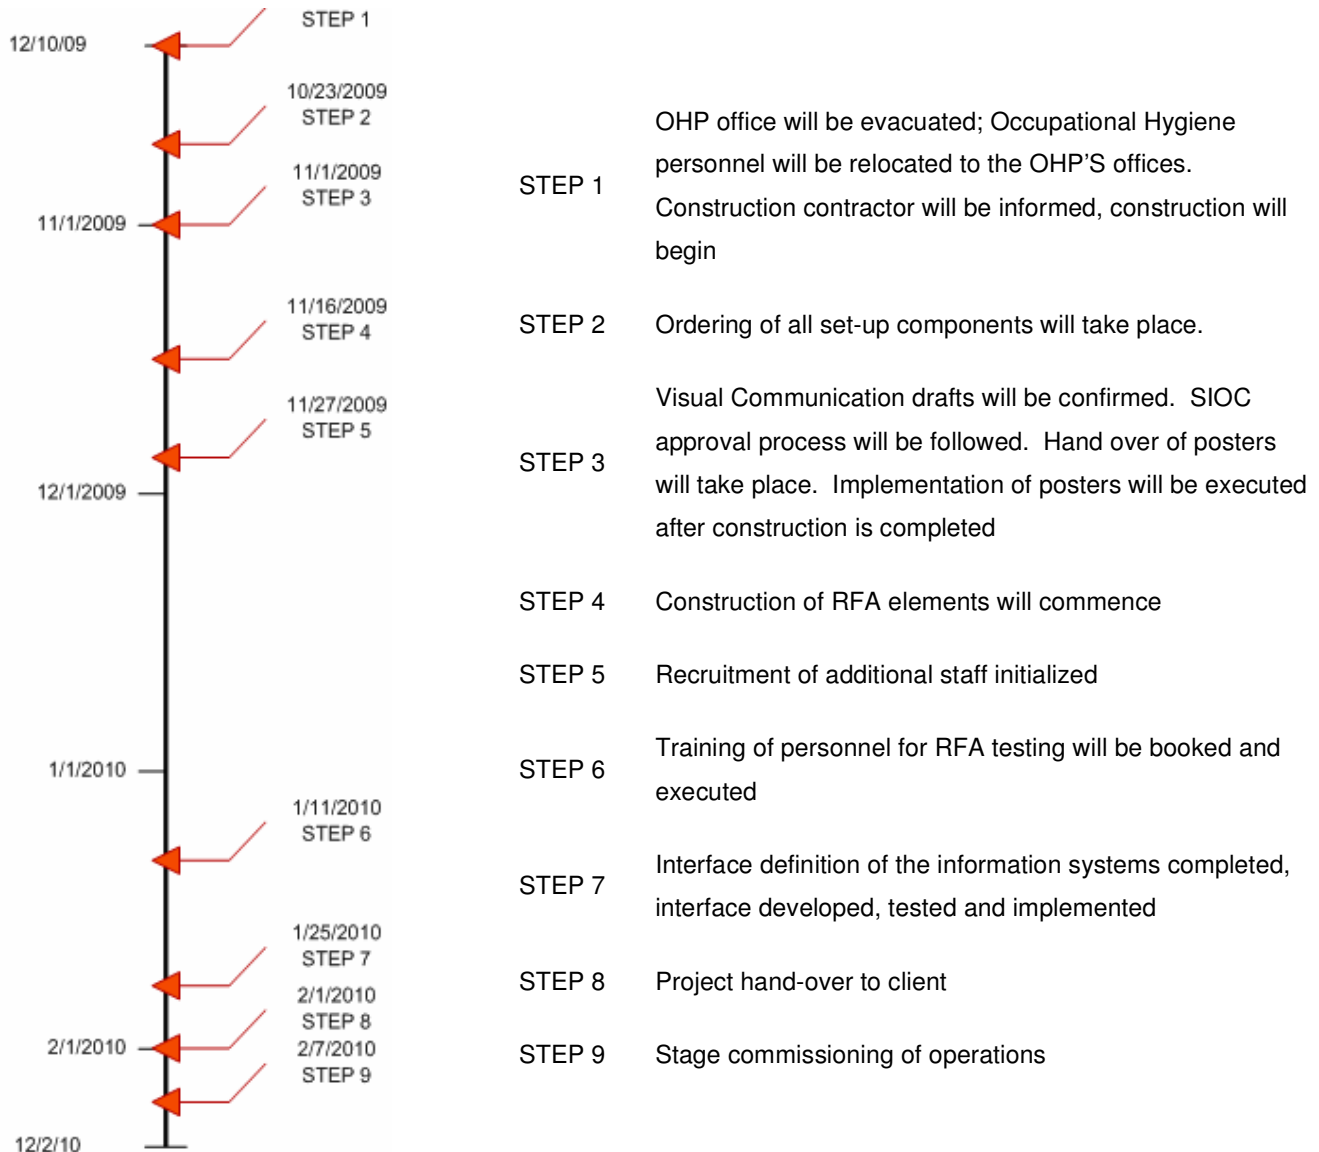 STEP 1
12/10/09
10/23/2009
STEP 2
11/1/2009
STEP 3
11/1/2009
11/16/2009
STEP 4
11/27/2009
STEP 5
12/1/2009
1/1/2010
1/11/2010
STEP 6
1/25/2010
STEP 7
2/1/2010
STEP 8
2/1/2010
2/7/2010
STEP 9
12/2/10
STEP 1
OHP office will be evacuated; Occupational Hygiene
personnel will be relocated to the OHP'S offices.
Construction contractor will be informed, construction will
begin
STEP 2
Ordering of all set-up components will take place.
STEP 3
Visual Communication drafts will be confirmed.  SIOC
approval process will be followed.  Hand over of posters
will take place.  Implementation of posters will be executed
after construction is completed
STEP 4
Construction of RFA elements will commence
STEP 5
Recruitment of additional staff initialized
STEP 6
Training of personnel for RFA testing will be booked and
executed
STEP 7
Interface definition of the information systems completed,
interface developed, tested and implemented
STEP 8
Project hand-over to client
STEP 9
Stage commissioning of operations